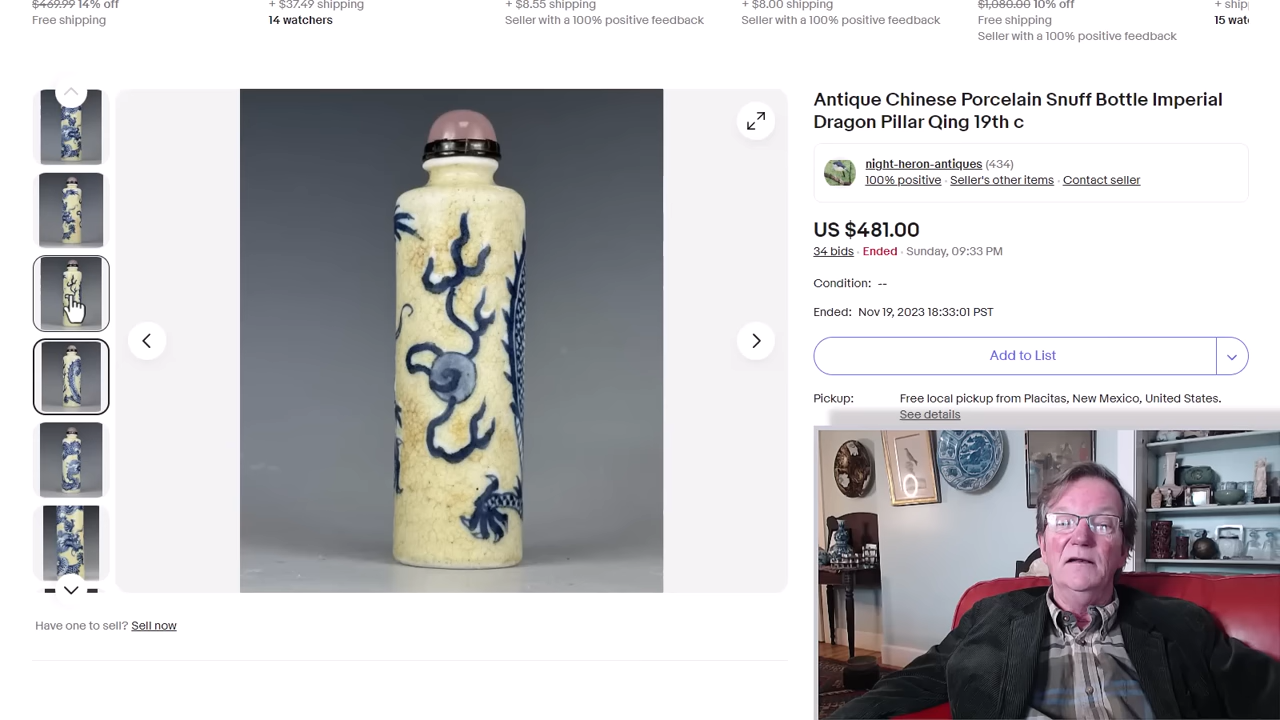 $469.99 14% off
Free shipping
+ $37.49 shipping
14 watchers
+ $8.55 shipping
Seller with a 100% positive feedback
+ $8.00 shipping
Seller with a 100% positive feedback
$1,080.00 10% off
Free shipping
Seller with a 100% positive feedback
15
Antique Chinese Porcelain Snuff Bottle Imperial
Dragon Pillar Qing 19th c
night-heron-antiques (434)
100% positive · Seller's other items · Contact seller
US $481.00
34 bids · Ended · Sunday, 09:33 PM
Condition: --
Ended: Nov 19, 2023 18:33:01 PST
Add to List
Pickup: Free local pickup from Placitas, New Mexico, United States.
See details
Have one to sell? Sell now